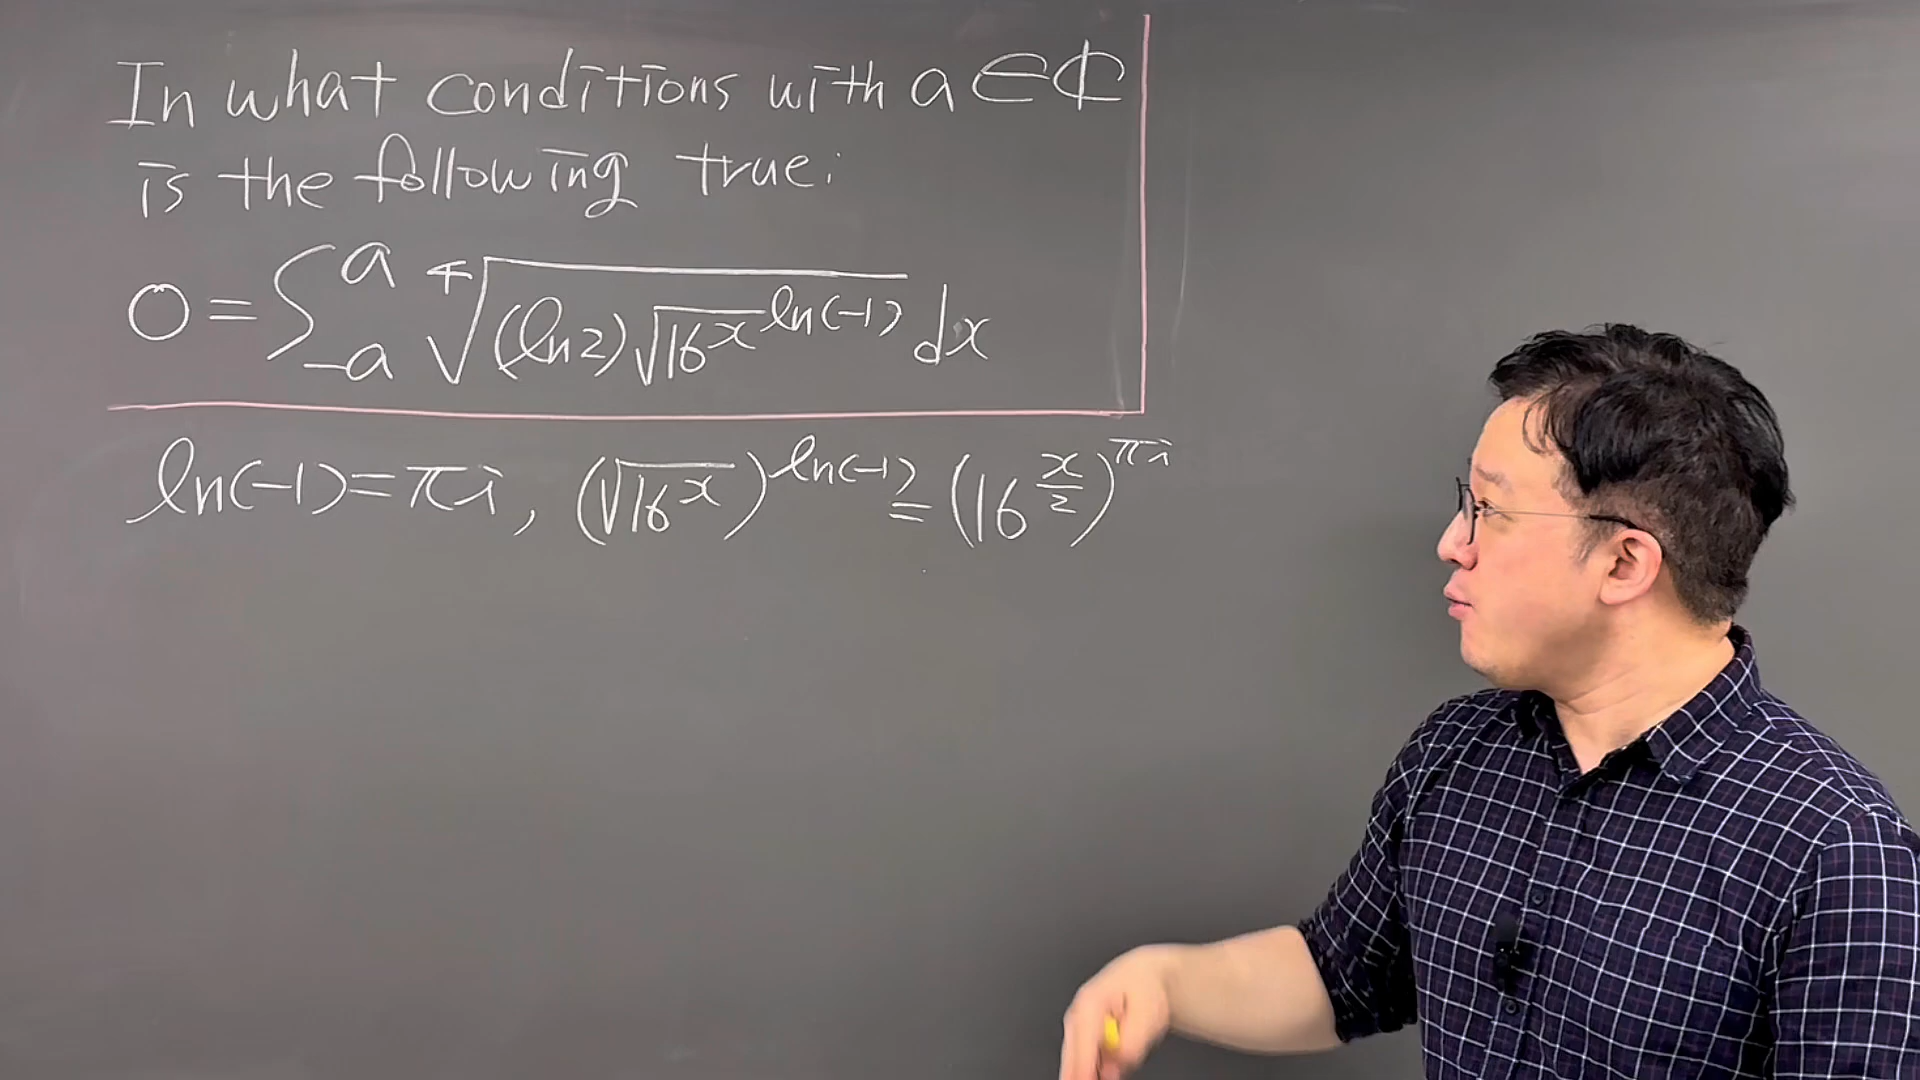 In what conditions with a ∈ ℂ
is the following true:
0 = ∫_{-a}^{a} ∜((ln2)√(16^x)^{ln(-1)}) dx
ln(-1) = πi, (√(16^x))^{ln(-1)} = (16^{x/2})^{πi}